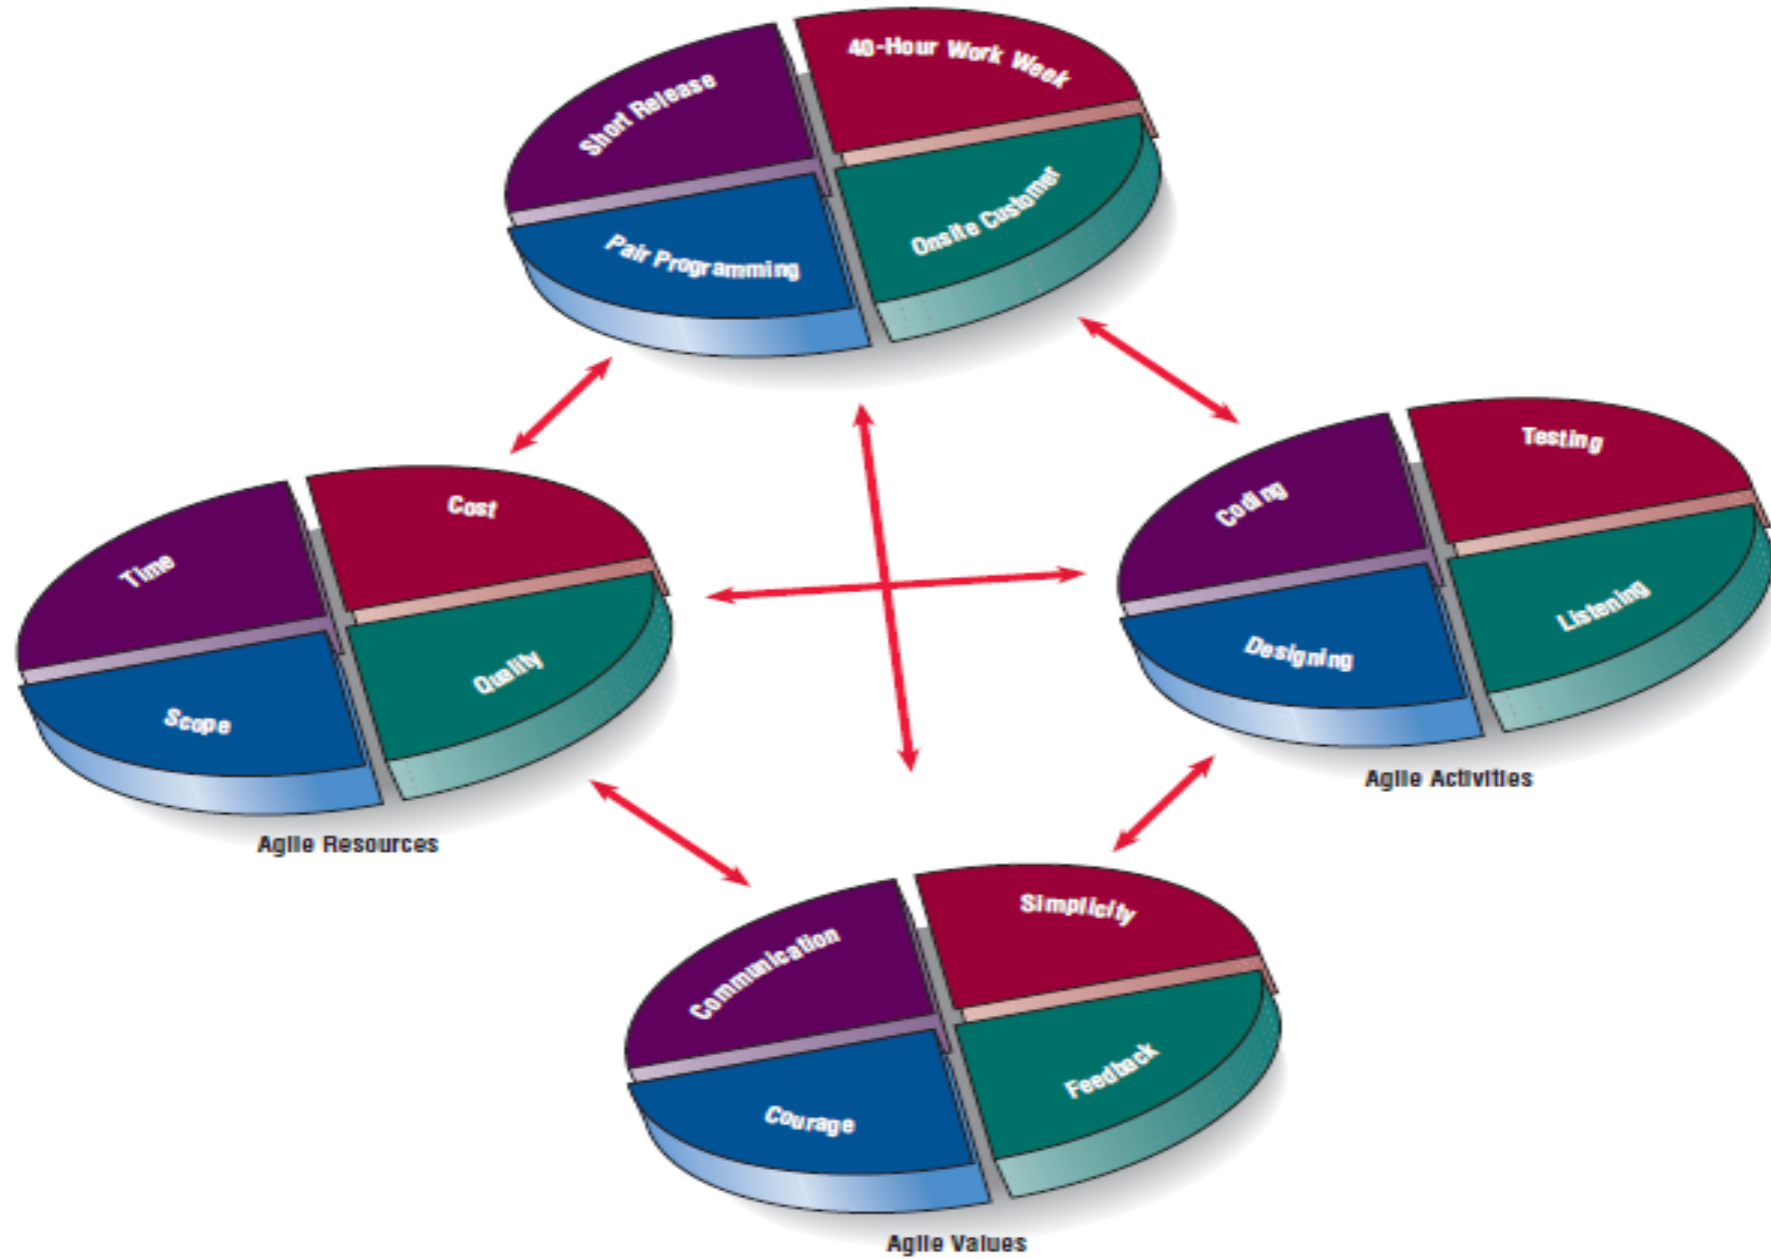 40-Hour Work Week
Short Release
Onsite Customer
Pair Programming
Cost
Time
Quality
Scope
Agile Resources
Testing
Coding
Listening
Designing
Agile Activities
Simplicity
Communication
Feedback
Courage
Agile Values